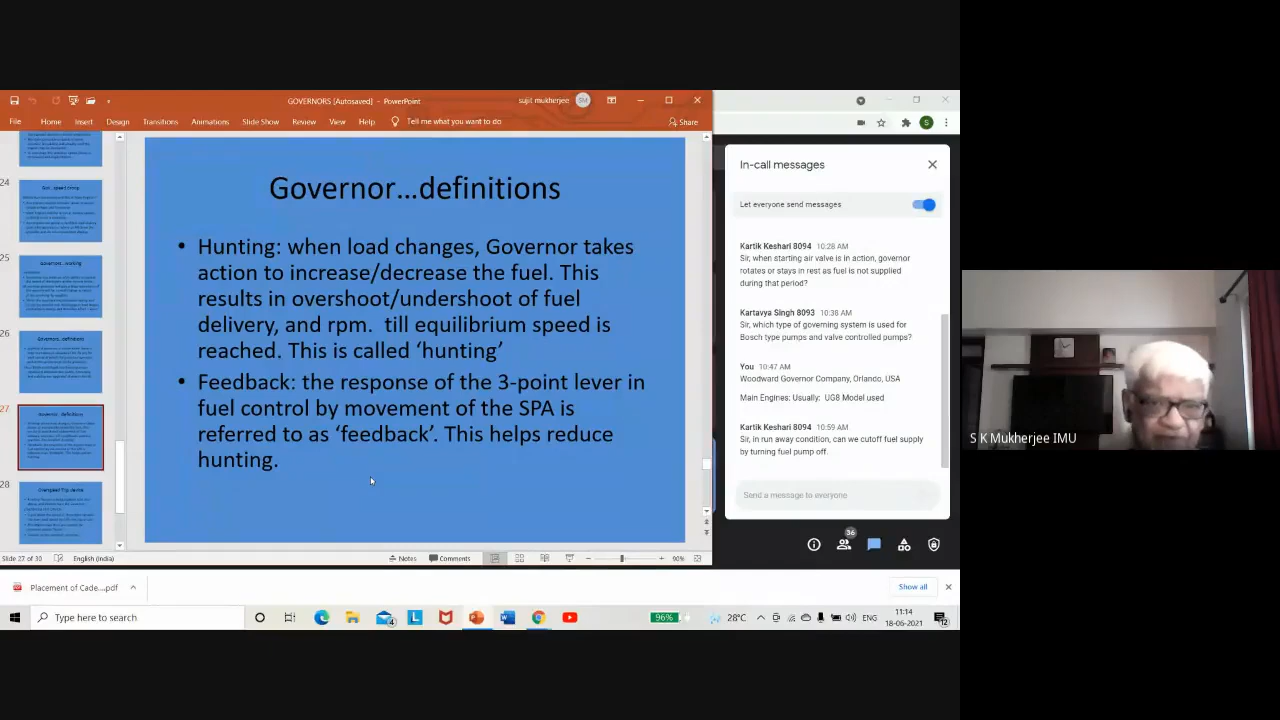 GOVERNORS [Autosaved] - PowerPoint
sujit mukherjee
SM
File Home Insert Design Transitions Animations Slide Show Review View Help Tell me what you want to do
Share
24
25
26
27
28
Governor...definitions
• Hunting: when load changes, Governor takes
action to increase/decrease the fuel. This
results in overshoot/undershoot of fuel
delivery, and rpm. till equilibrium speed is
reached. This is called ‘hunting’
• Feedback: the response of the 3-point lever in
fuel control by movement of the SPA is
referred to as ‘feedback’. This helps reduce
hunting.
Slide 27 of 30 English (India)
Notes Comments 90%
S
In-call messages
Let everyone send messages
Kartik Keshari 8094 10:28 AM
Sir, when starting air valve is in action, governor
rotates or stays in rest as fuel is not supplied
during that period?
Kartavya Singh 8093 10:38 AM
Sir, which type of governing system is used for
Bosch type pumps and valve controlled pumps?
You 10:47 AM
Woodward Governor Company, Orlando, USA
Main Engines: Usually: UG8 Model used
Kartik Keshari 8094 10:59 AM
Sir, in run away condition, can we cutoff fuel supply
by turning fuel pump off.
Send a message to everyone
36
S K Mukherjee IMU
Placement of Cade....pdf
Show all
Type here to search
96%
28°C
ENG
11:14
18-06-2021